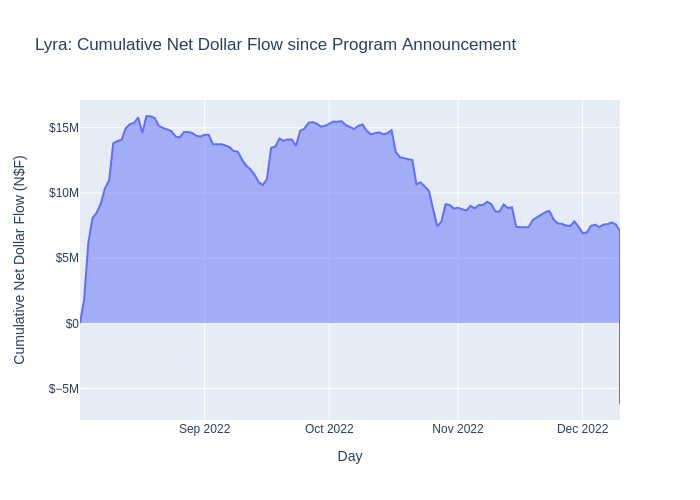 Lyra: Cumulative Net Dollar Flow since Program Announcement
$15M
$10M
$5M
$0
$−5M
Cumulative Net Dollar Flow (N$F)
Sep 2022
Oct 2022
Nov 2022
Dec 2022
Day